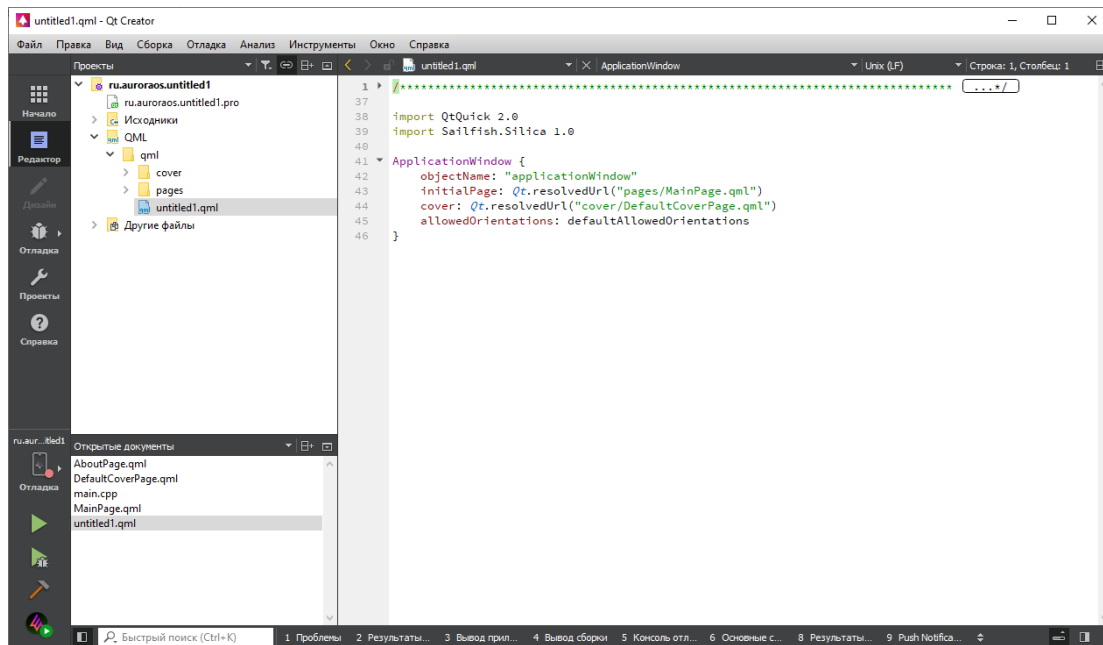 untitled1.qml - Qt Creator
Файл Правка Вид Сборка Отладка Анализ Инструменты Окно Справка
Проекты
untitled1.qml
ApplicationWindow
Unix (LF)
Строка: 1, Столбец: 1
Начало
Редактор
Дизайн
Отладка
Проекты
Справка
ru.aur...itled1
Отладка
ru.auroraos.untitled1
ru.auroraos.untitled1.pro
Исходники
QML
qml
cover
pages
untitled1.qml
Другие файлы
Открытые документы
AboutPage.qml
DefaultCoverPage.qml
main.cpp
MainPage.qml
untitled1.qml
1 /******************************************************************************** ...*/
37
38 import QtQuick 2.0
39 import Sailfish.Silica 1.0
40
41 ApplicationWindow {
42 objectName: "applicationWindow"
43 initialPage: Qt.resolvedUrl("pages/MainPage.qml")
44 cover: Qt.resolvedUrl("cover/DefaultCoverPage.qml")
45 allowedOrientations: defaultAllowedOrientations
46 }
Быстрый поиск (Ctrl+K)
1 Проблемы 2 Результаты... 3 Вывод прил... 4 Вывод сборки 5 Консоль отл... 6 Основные с... 8 Результаты... 9 Push Notifica...